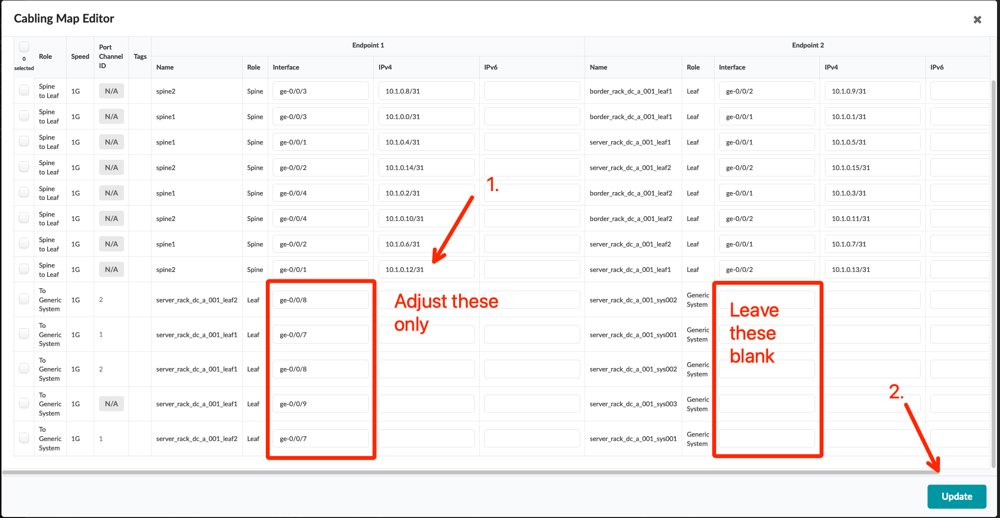 Cabling Map Editor
0 selected Role Speed Port Channel ID Tags Endpoint 1 Endpoint 2
Name Role Interface IPv4 IPv6 Name Role Interface IPv4 IPv6
Spine to Leaf 1G N/A spine2 Spine ge-0/0/3 10.1.0.8/31 border_rack_dc_a_001_leaf1 Leaf ge-0/0/2 10.1.0.9/31
Spine to Leaf 1G N/A spine1 Spine ge-0/0/3 10.1.0.0/31 border_rack_dc_a_001_leaf1 Leaf ge-0/0/1 10.1.0.1/31
Spine to Leaf 1G N/A spine1 Spine ge-0/0/1 10.1.0.4/31 server_rack_dc_a_001_leaf1 Leaf ge-0/0/1 10.1.0.5/31
Spine to Leaf 1G N/A spine2 Spine ge-0/0/2 10.1.0.14/31 server_rack_dc_a_001_leaf2 Leaf ge-0/0/2 10.1.0.15/31
1.
Spine to Leaf 1G N/A spine1 Spine ge-0/0/4 10.1.0.2/31 border_rack_dc_a_001_leaf2 Leaf ge-0/0/1 10.1.0.3/31
Spine to Leaf 1G N/A spine2 Spine ge-0/0/4 10.1.0.10/31 border_rack_dc_a_001_leaf2 Leaf ge-0/0/2 10.1.0.11/31
Spine to Leaf 1G N/A spine1 Spine ge-0/0/2 10.1.0.6/31 server_rack_dc_a_001_leaf2 Leaf ge-0/0/1 10.1.0.7/31
Spine to Leaf 1G N/A spine2 Spine ge-0/0/1 10.1.0.12/31 server_rack_dc_a_001_leaf1 Leaf ge-0/0/2 10.1.0.13/31
To Generic System 1G 2 server_rack_dc_a_001_leaf2 Leaf ge-0/0/8 server_rack_dc_a_001_sys002 Generic System
Adjust these
only
Leave
these
blank
To Generic System 1G 1 server_rack_dc_a_001_leaf1 Leaf ge-0/0/7 server_rack_dc_a_001_sys001 Generic System
To Generic System 1G 2 server_rack_dc_a_001_leaf1 Leaf ge-0/0/8 server_rack_dc_a_001_sys002 Generic System
2.
To Generic System 1G N/A server_rack_dc_a_001_leaf1 Leaf ge-0/0/9 server_rack_dc_a_001_sys003 Generic System
To Generic System 1G 1 server_rack_dc_a_001_leaf2 Leaf ge-0/0/7 server_rack_dc_a_001_sys001 Generic System
Update